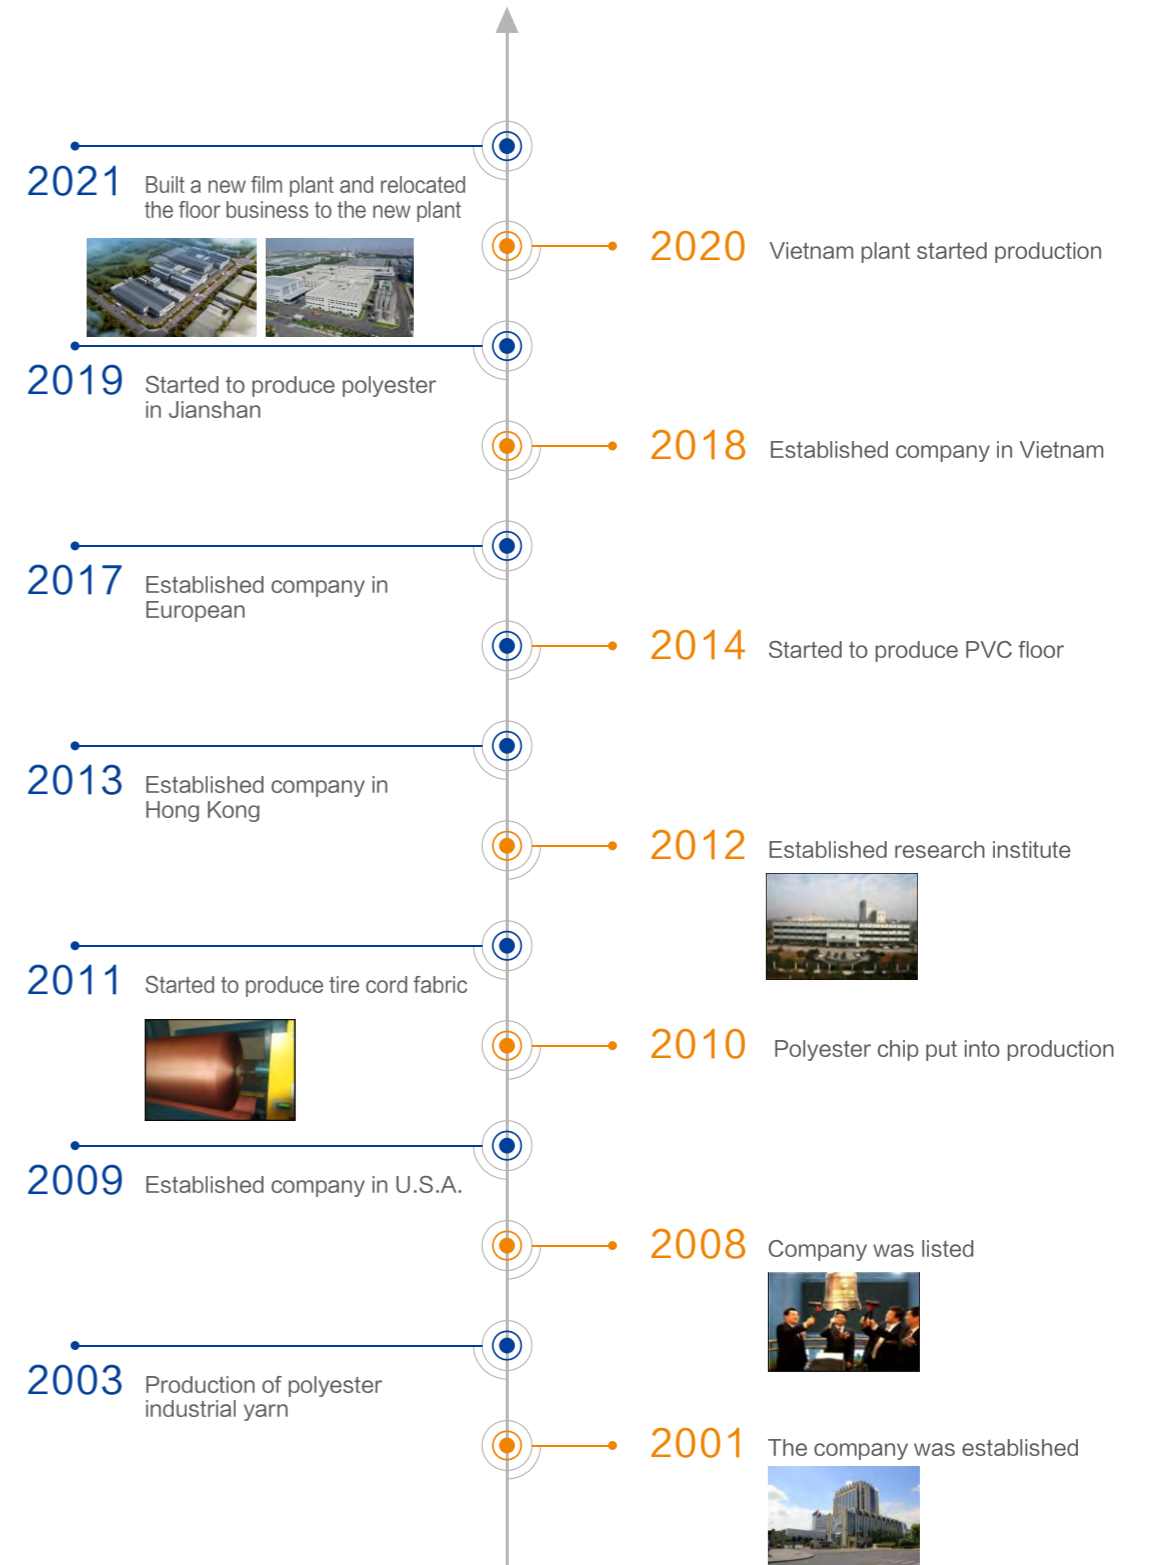 2021
Built a new film plant and relocated
the floor business to the new plant
2020
Vietnam plant started production
2019
Started to produce polyester
in Jianshan
2018
Established company in Vietnam
2017
Established company in
European
2014
Started to produce PVC floor
2013
Established company in
Hong Kong
2012
Established research institute
2011
Started to produce tire cord fabric
2010
Polyester chip put into production
2009
Established company in U.S.A.
2008
Company was listed
2003
Production of polyester
industrial yarn
2001
The company was established